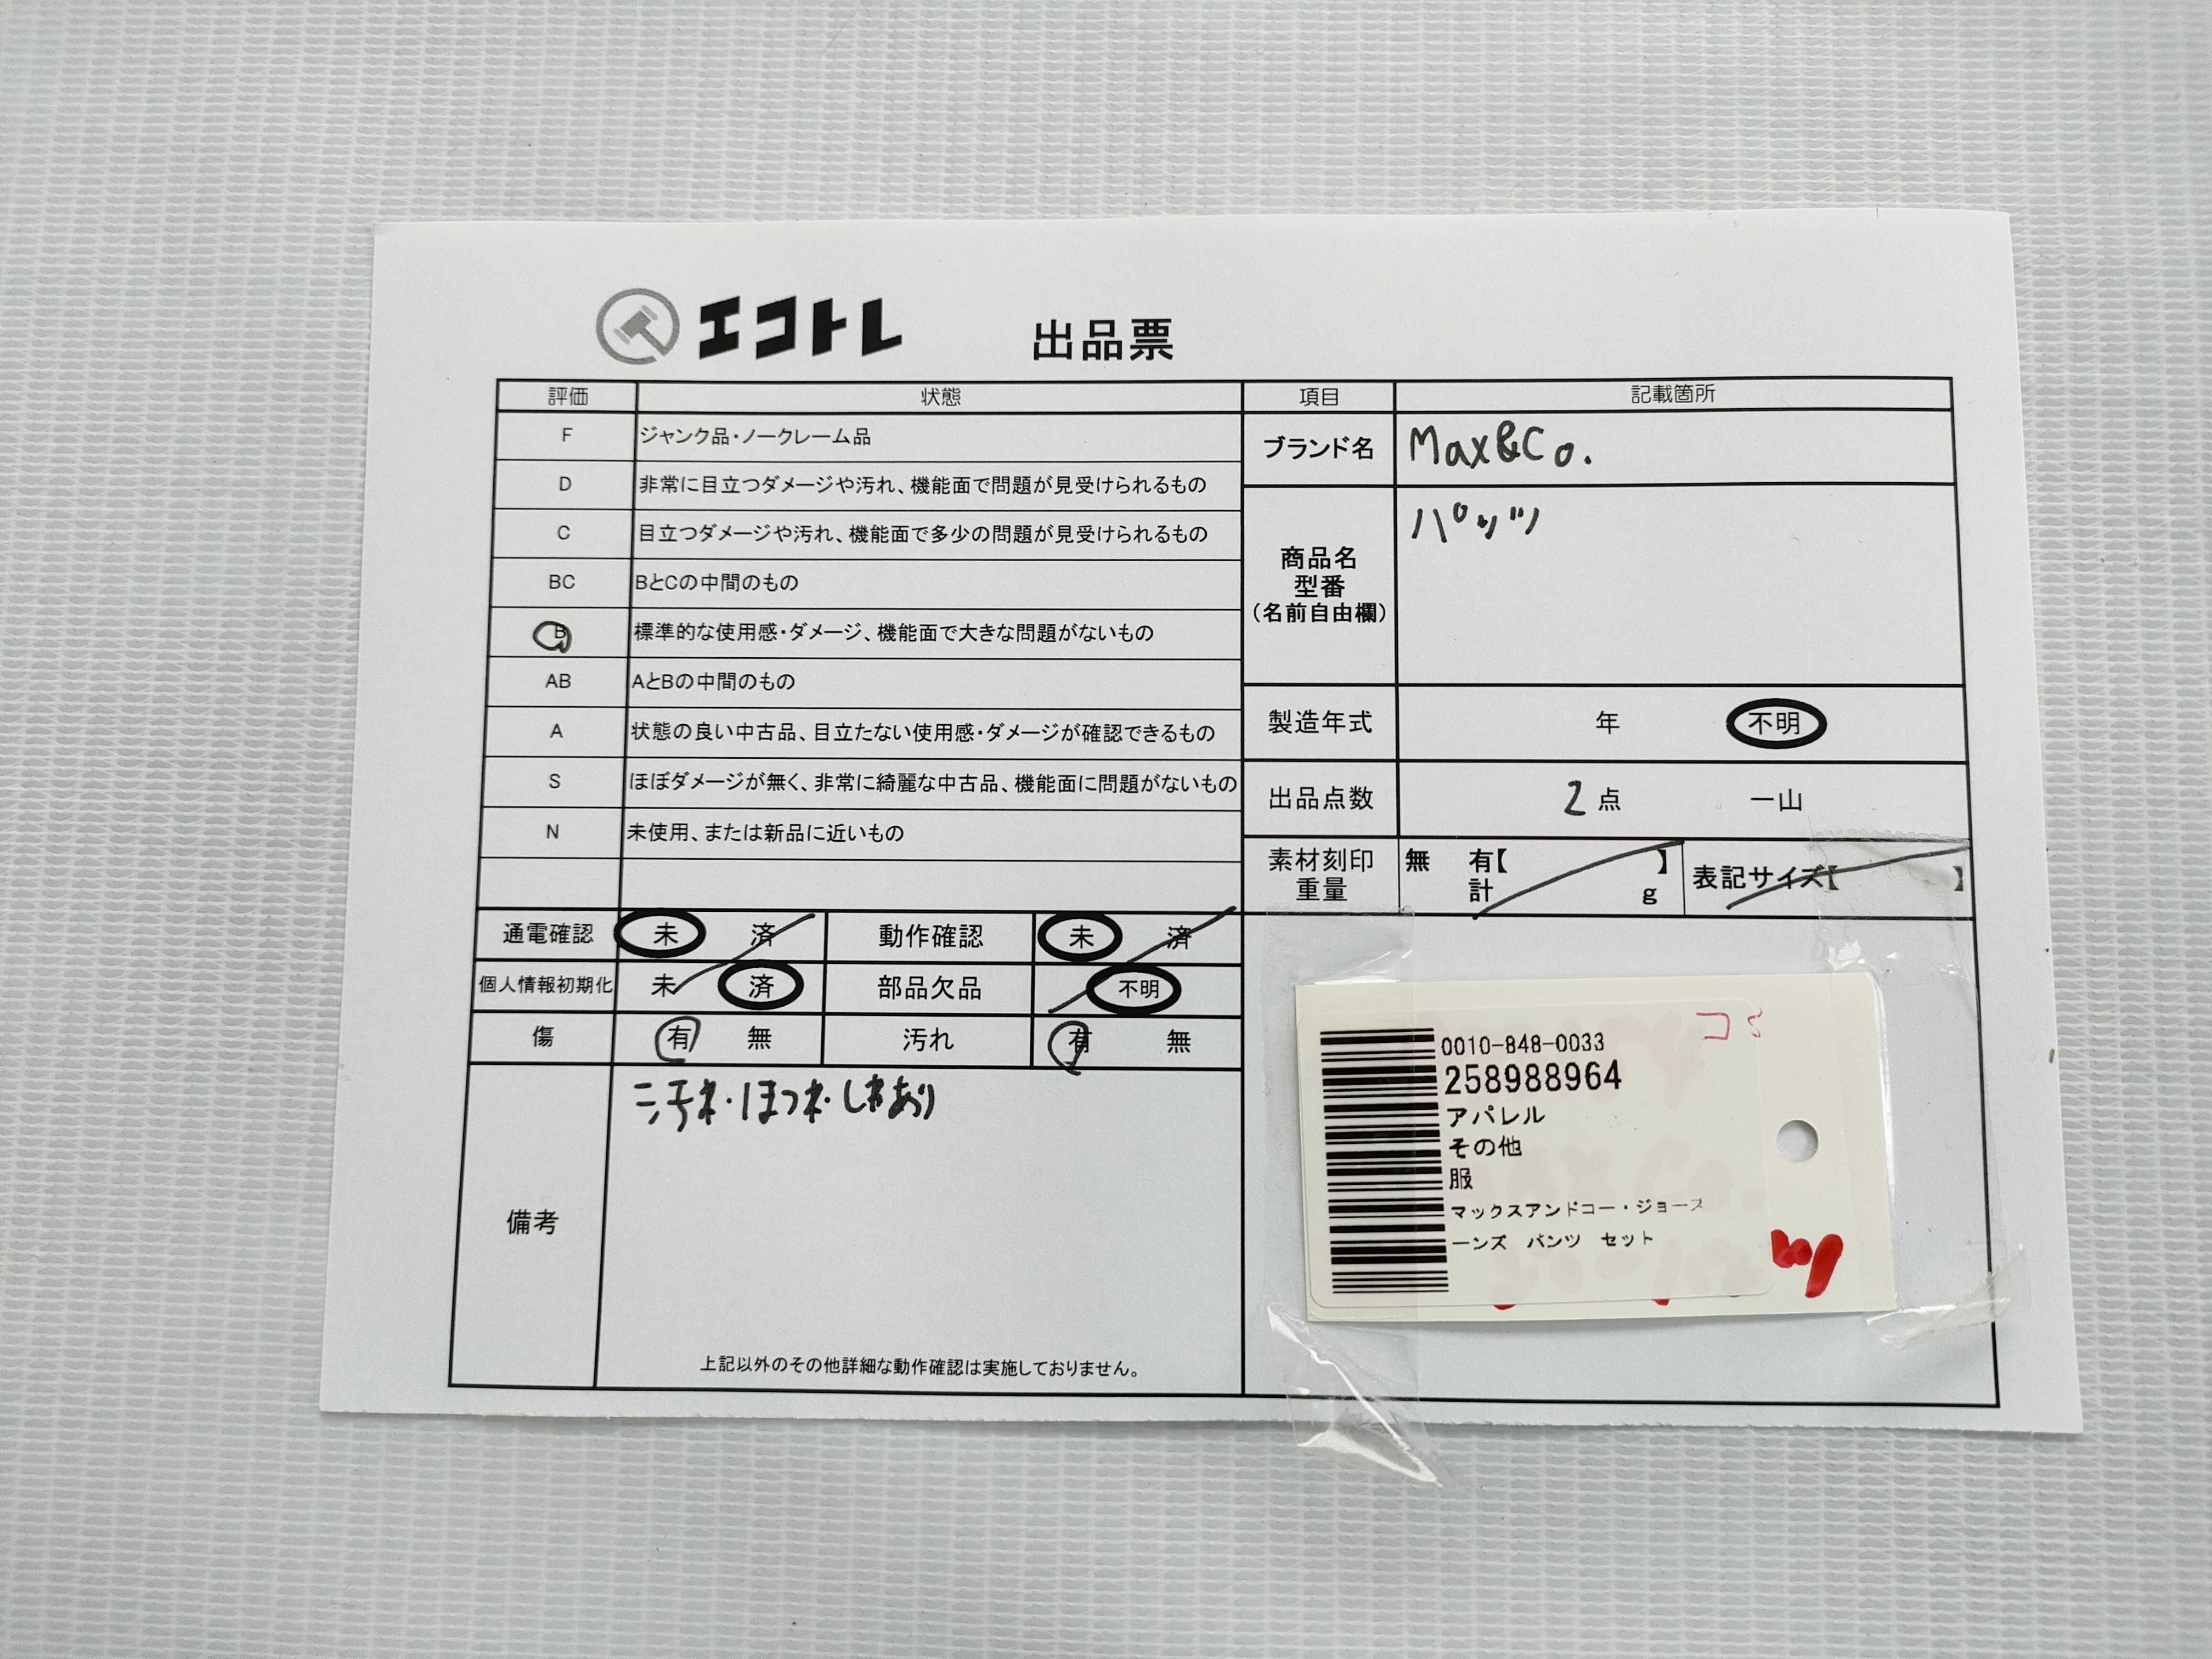 エコトレ 出品票
評価 状態 項目 記載箇所
F ジャンク品・ノークレーム品
D 非常に目立つダメージや汚れ、機能面で問題が見受けられるもの
C 目立つダメージや汚れ、機能面で多少の問題が見受けられるもの
BC BとCの中間のもの
B 標準的な使用感・ダメージ、機能面で大きな問題がないもの
AB AとBの中間のもの
A 状態の良い中古品、目立たない使用感・ダメージが確認できるもの
S ほぼダメージが無く、非常に綺麗な中古品、機能面に問題がないもの
N 未使用、または新品に近いもの
ブランド名 Max&Co.
商品名
型番
(名前自由欄)
パンツ
製造年式 年 不明
出品点数 2 点 一山
素材刻印 無 有【 】
重量 計 g
表記サイズ【 】
通電確認 未 済 動作確認 未 済
個人情報初期化 未 済 部品欠品 不明
傷 有 無 汚れ 有 無
備考
汚れ・ほつれ・しわあり
上記以外のその他詳細な動作確認は実施しておりません。
0010-848-0033
258988964
アパレル
その他
服
マックスアンドコー・ジョース
ーンズ パンツ セット